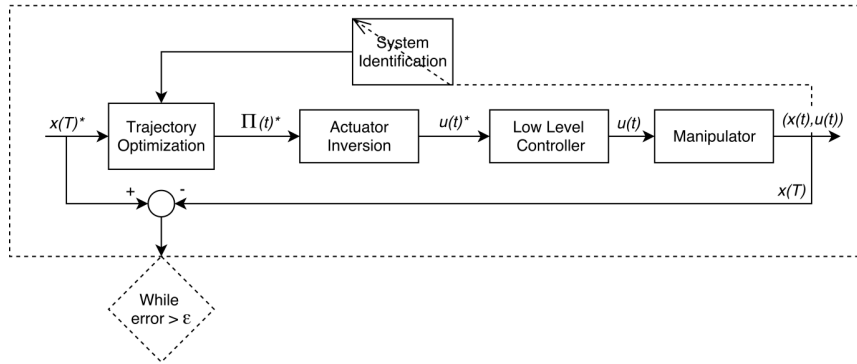 System
Identification
x(T)*
Trajectory
Optimization
Π(t)*
Actuator
Inversion
u(t)*
Low Level
Controller
u(t)
Manipulator
(x(t),u(t))
+
-
x(T)
While
error > ε